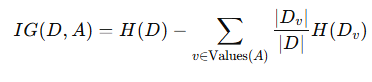 IG(D, A) = H(D) − ∑_{v∈Values(A)} |D_v|/|D| H(D_v)